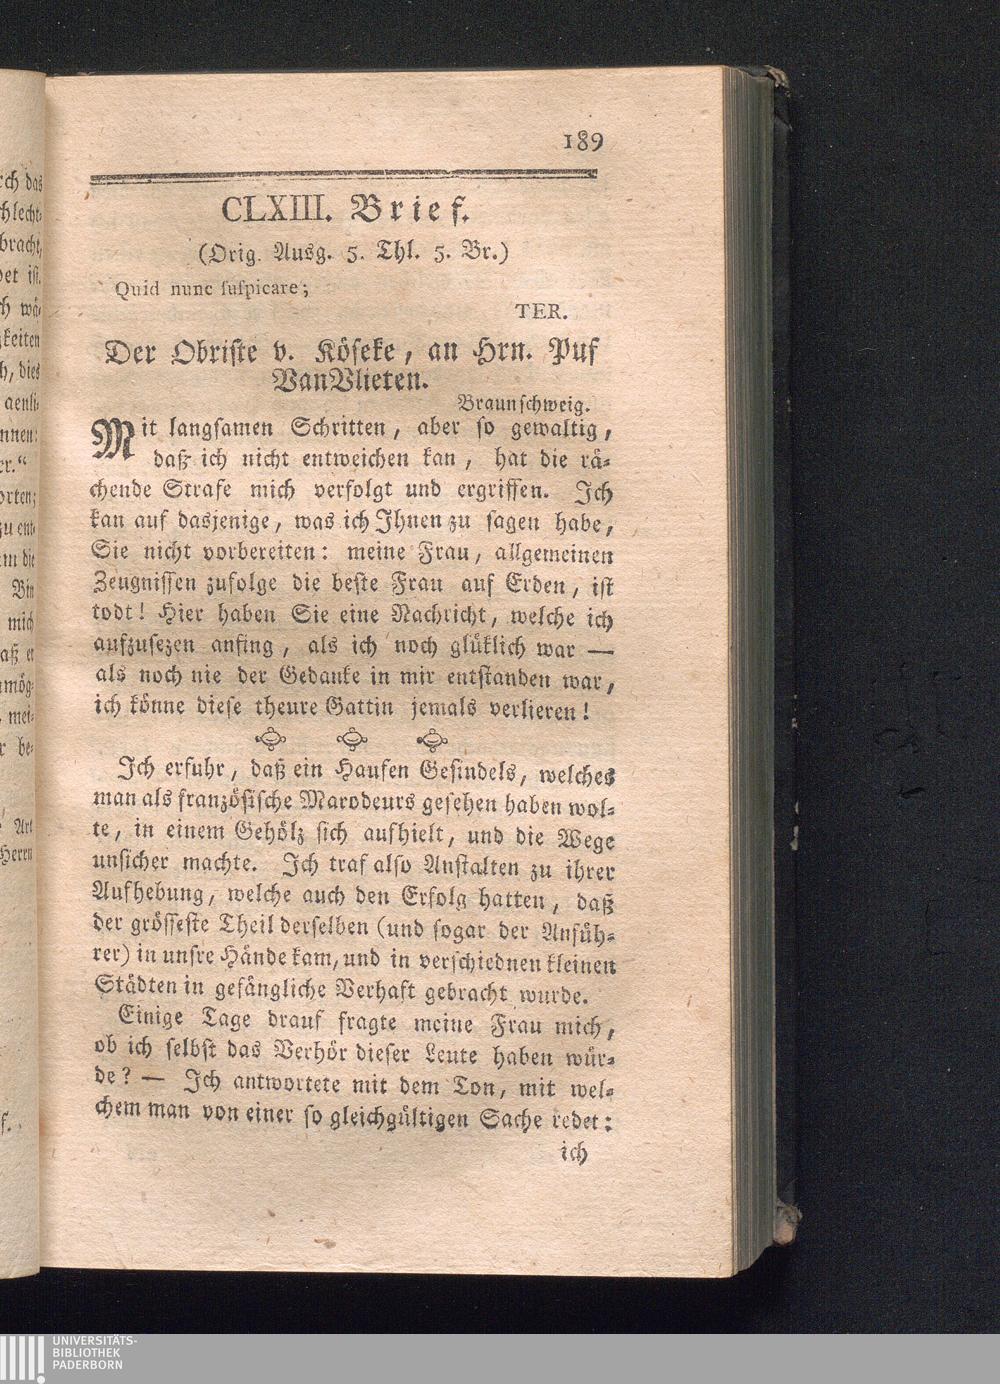 189
CLXIII. Brief.
(Orig. Ausg. 5. Thl. 5. Br.)
Quid nunc ſuſpicare;
TER.
Der Obriſte v. Köſeke, an Hrn. Puf
VanVlieten.
Braunſchweig.
Mit langſamen Schritten, aber ſo gewaltig,
daß ich nicht entweichen kan, hat die rä-
chende Strafe mich verfolgt und ergriffen. Ich
kan auf dasjenige, was ich Ihnen zu ſagen habe,
Sie nicht vorbereiten: meine Frau, allgemeinen
Zeugniſſen zufolge die beſte Frau auf Erden, iſt
todt! Hier haben Sie eine Nachricht, welche ich
aufzuſezen anfing, als ich noch glüklich war —
als noch nie der Gedanke in mir entſtanden war,
ich könne dieſe theure Gattin jemals verlieren!
Ich erfuhr, daß ein Haufen Geſindels, welches
man als franzöſiſche Marodeurs geſehen haben wol-
te, in einem Gehölz ſich aufhielt, und die Wege
unſicher machte. Ich traf alſo Anſtalten zu ihrer
Aufhebung, welche auch den Erfolg hatten, daß
der gröſſeſte Theil derſelben (und ſogar der Anfüh-
rer) in unſre Hände kam, und in verſchiednen kleinen
Städten in gefängliche Verhaft gebracht wurde.
Einige Tage drauf fragte meine Frau mich,
ob ich ſelbſt das Verhör dieſer Leute haben wür-
de? — Ich antwortete mit dem Ton, mit wel-
chem man von einer ſo gleichgültigen Sache redet:
ich
UNIVERSITÄTS-
BIBLIOTHEK
PADERBORN